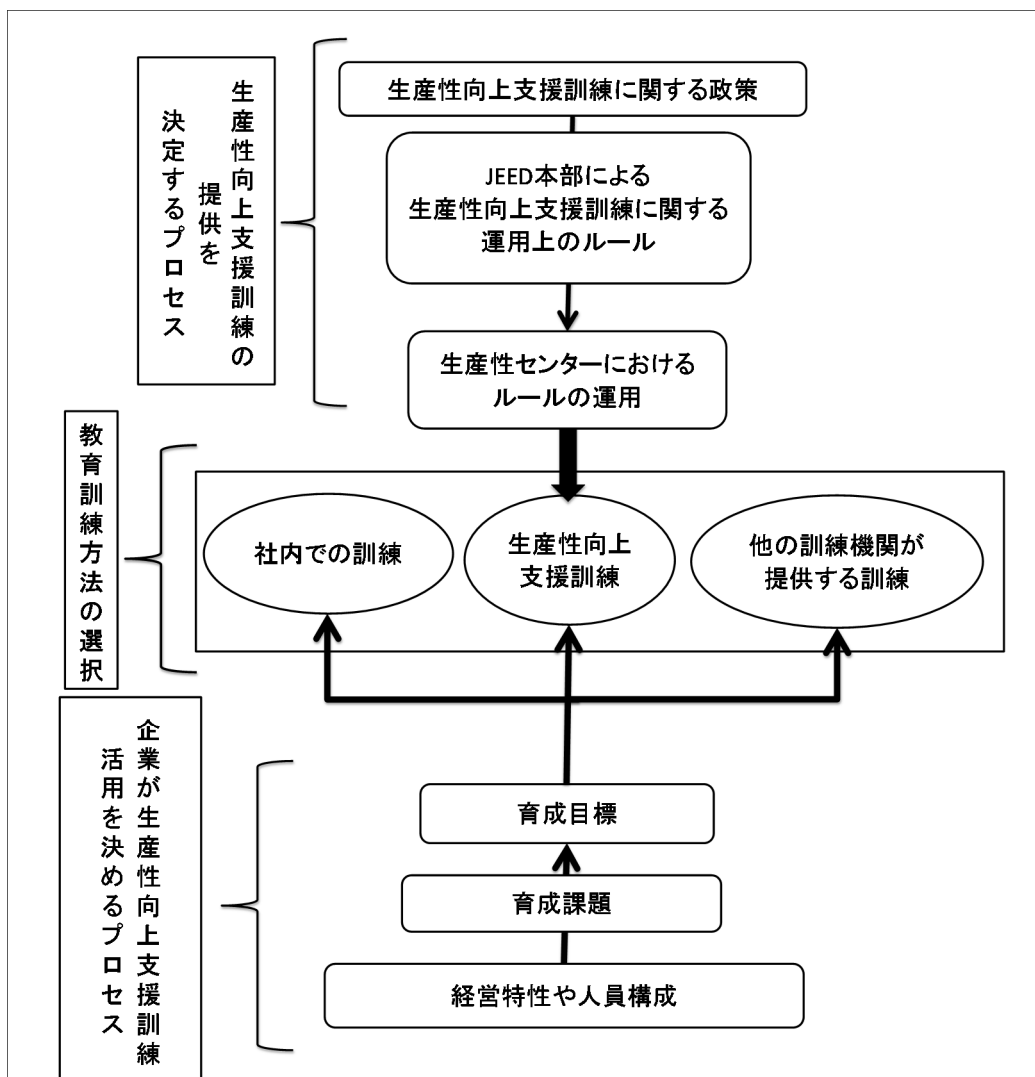 生産性向上支援訓練の
提供を
決定するプロセス
生産性向上支援訓練に関する政策
JEED本部による
生産性向上支援訓練に関する
運用上のルール
生産性センターにおける
ルールの運用
教育訓練方法の選択
社内での訓練
生産性向上
支援訓練
他の訓練機関が
提供する訓練
企業が生産性向上支援訓練
活用を決めるプロセス
育成目標
育成課題
経営特性や人員構成